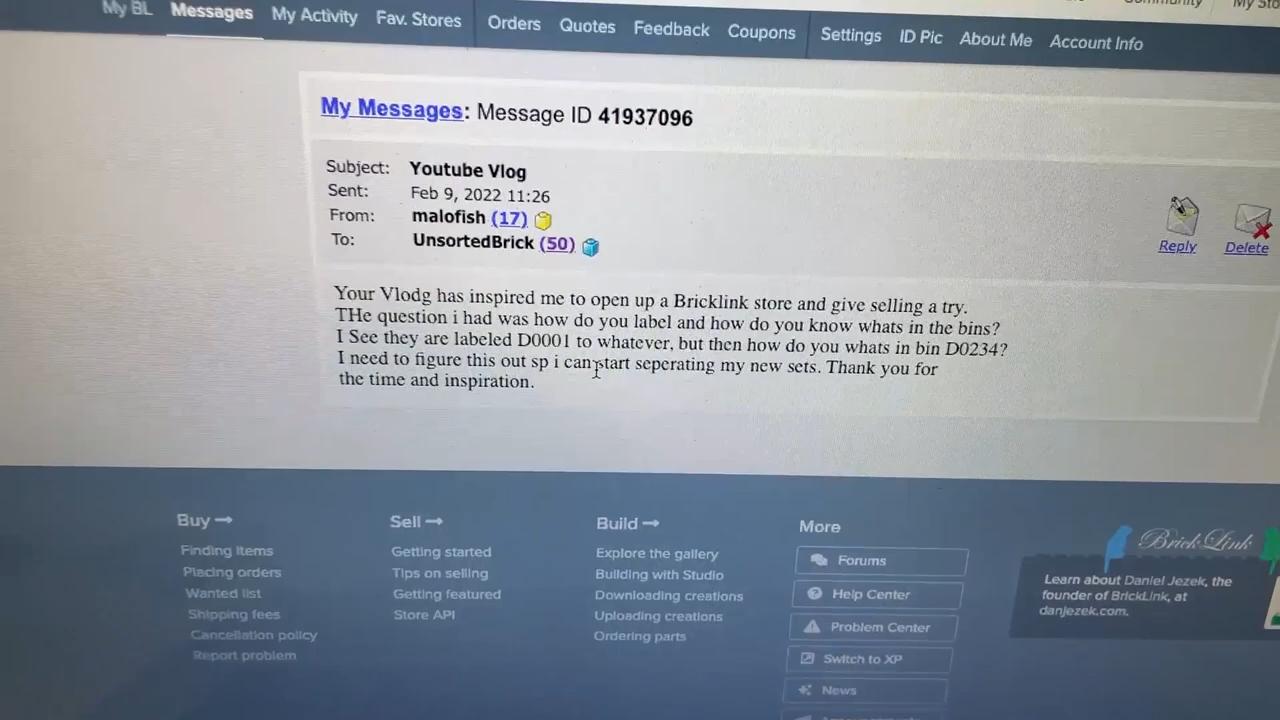 My BL Messages My Activity Fav. Stores Orders Quotes Feedback Coupons Settings ID Pic About Me Account Info
My Messages: Message ID 41937096
Subject: Youtube Vlog
Sent: Feb 9, 2022 11:26
From: malofish (17)
To: UnsortedBrick (50)
Reply Delete
Your Vlodg has inspired me to open up a Bricklink store and give selling a try.
THe question i had was how do you label and how do you know whats in the bins?
I See they are labeled D0001 to whatever, but then how do you whats in bin D0234?
I need to figure this out sp i can start seperating my new sets. Thank you for
the time and inspiration.
Buy →
Finding Items
Placing orders
Wanted list
Shipping fees
Cancellation policy
Report problem
Sell →
Getting started
Tips on selling
Getting featured
Store API
Build →
Explore the gallery
Building with Studio
Downloading creations
Uploading creations
Ordering parts
More
Forums
Help Center
Problem Center
Switch to XP
News
BrickLink
Learn about Daniel Jezek, the
founder of BrickLink, at
danjezek.com.